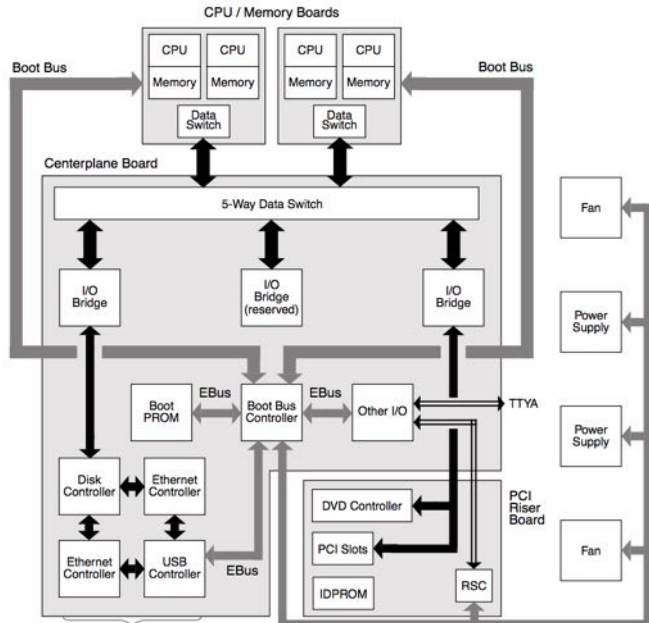 CPU / Memory Boards
CPU
CPU
CPU
CPU
Boot Bus
Boot Bus
Memory
Memory
Memory
Memory
Data
Switch
Data
Switch
Centerplane Board
5-Way Data Switch
Fan
I/O
Bridge
I/O
Bridge
(reserved)
I/O
Bridge
Power
Supply
EBus
EBus
Boot
PROM
Boot Bus
Controller
Other I/O
TTYA
Power
Supply
Disk
Controller
Ethernet
Controller
DVD Controller
PCI
Riser
Board
PCI Slots
Fan
Ethernet
Controller
USB
Controller
EBus
IDPROM
RSC